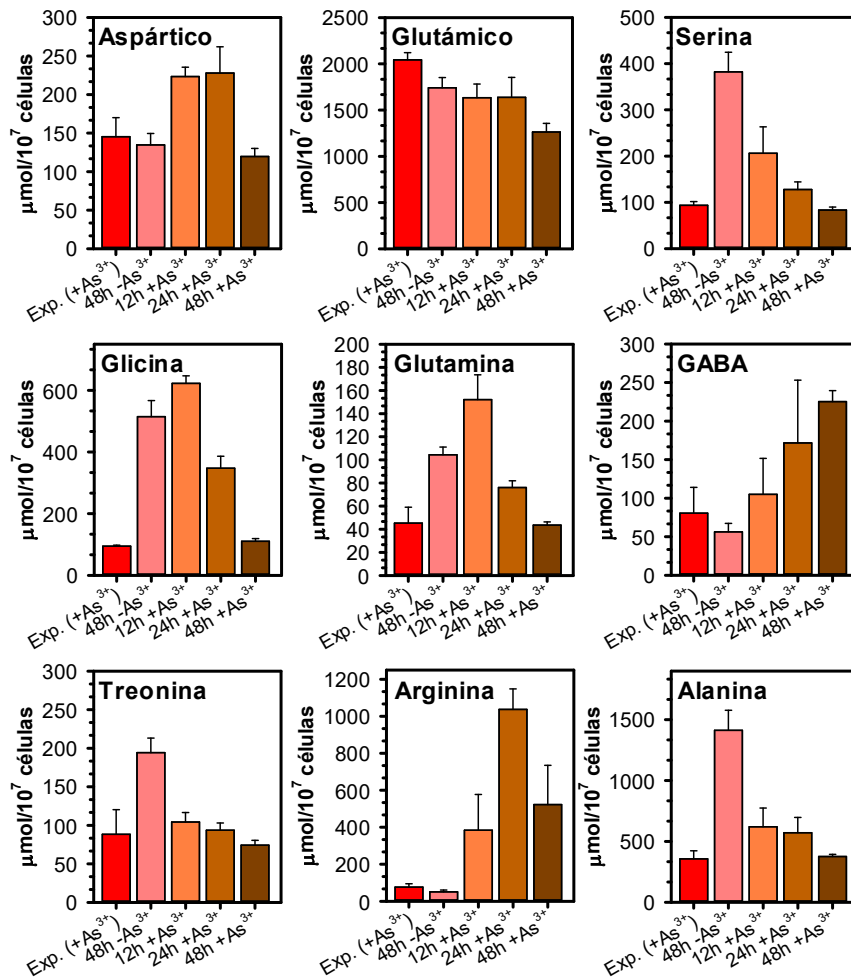 Aspártico
µmol/10⁷ células
300
250
200
150
100
50
0
Exp. (+As³⁺)
48h -As³⁺
12h +As³⁺
24h +As³⁺
48h +As³⁺
Glutámico
2500
2000
1500
1000
500
0
Exp. (+As³⁺)
48h -As³⁺
12h +As³⁺
24h +As³⁺
48h +As³⁺
Serina
µmol/10⁷ células
500
400
300
200
100
0
Exp. (+As³⁺)
48h -As³⁺
12h +As³⁺
24h +As³⁺
48h +As³⁺
Glicina
µmol/10⁷ células
600
400
200
0
Exp. (+As³⁺)
48h -As³⁺
12h +As³⁺
24h +As³⁺
48h +As³⁺
Glutamina
µmol/10⁷ células
200
180
160
140
120
100
80
60
40
20
0
Exp. (+As³⁺)
48h -As³⁺
12h +As³⁺
24h +As³⁺
48h +As³⁺
GABA
µmol/10⁷ células
300
250
200
150
100
50
0
Exp. (+As³⁺)
48h -As³⁺
12h +As³⁺
24h +As³⁺
48h +As³⁺
Treonina
µmol/10⁷ células
300
250
200
150
100
50
0
Exp. (+As³⁺)
48h -As³⁺
12h +As³⁺
24h +As³⁺
48h +As³⁺
Arginina
µmol/10⁷ células
1200
1000
800
600
400
200
0
Exp. (+As³⁺)
48h -As³⁺
12h +As³⁺
24h +As³⁺
48h +As³⁺
Alanina
µmol/10⁷ células
1500
1000
500
0
Exp. (+As³⁺)
48h -As³⁺
12h +As³⁺
24h +As³⁺
48h +As³⁺